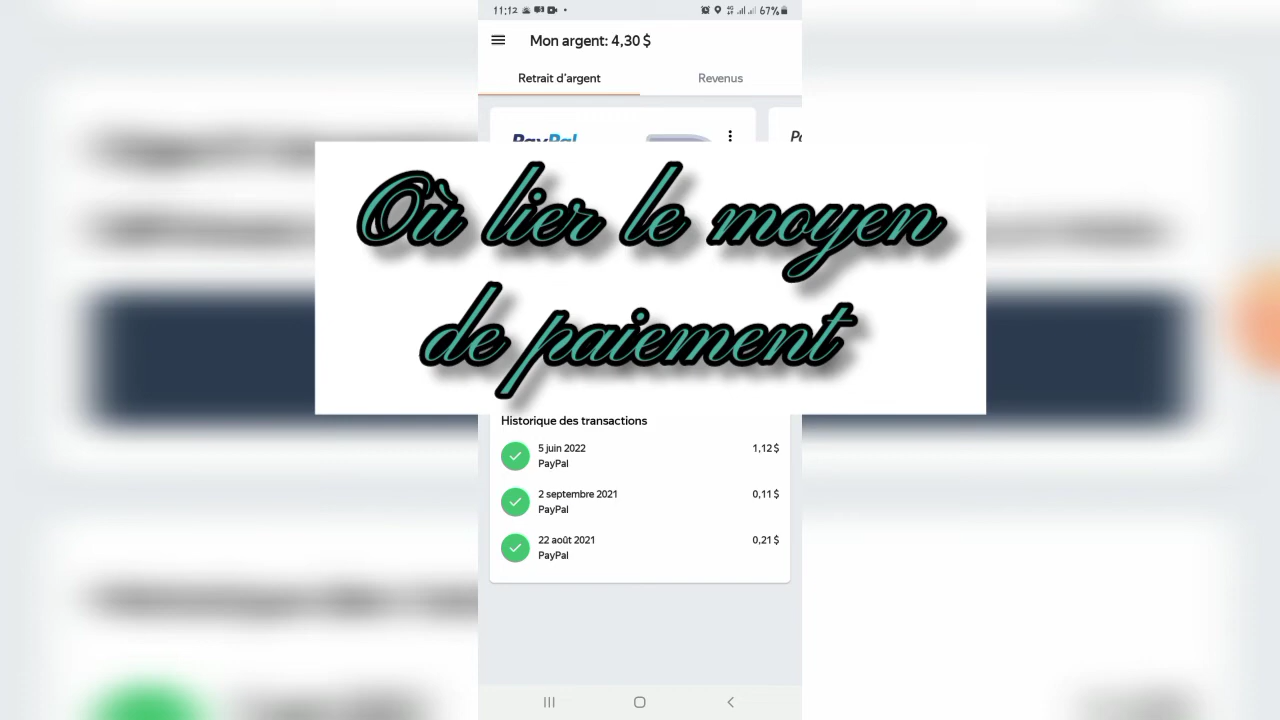 11:12
67%
Mon argent: 4,30 $
Retrait d'argent
Revenus
PayPal
Où lier le moyen
de paiement
Historique des transactions
5 juin 2022
1,12 $
PayPal
2 septembre 2021
0,11 $
PayPal
22 août 2021
0,21 $
PayPal